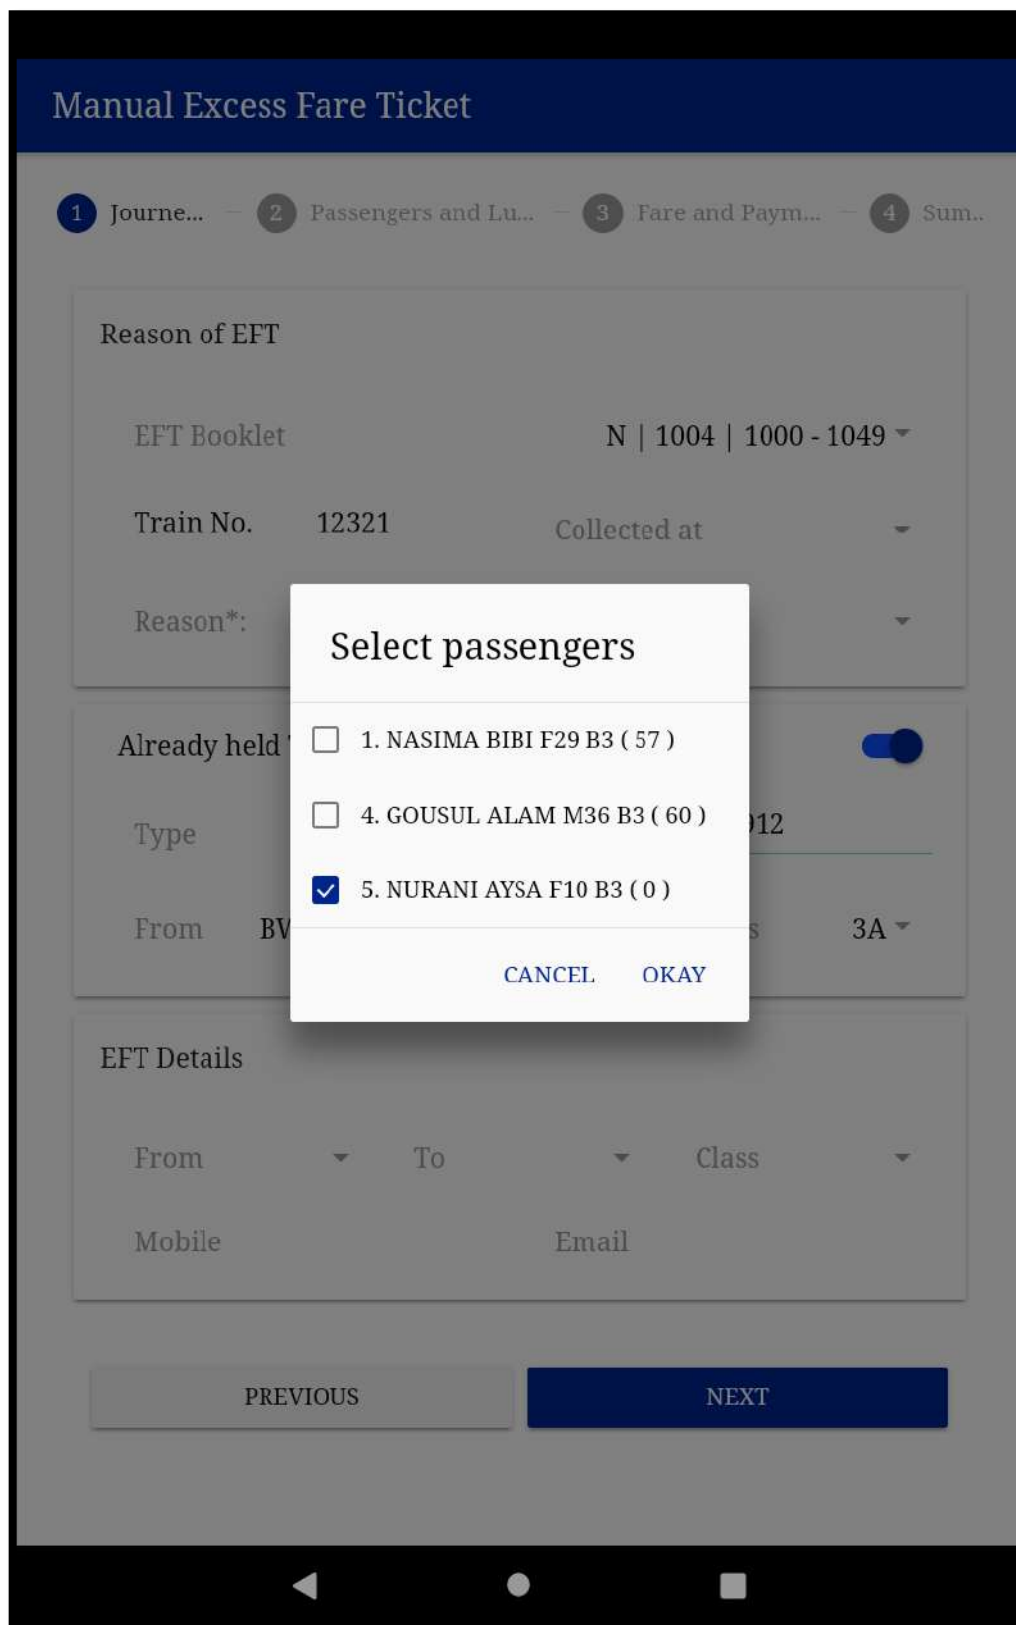 Manual Excess Fare Ticket
1 Journe... 2 Passengers and Lu... 3 Fare and Paym... 4 Sum..
Reason of EFT
EFT Booklet N | 1004 | 1000 - 1049
Train No. 12321 Collected at
Reason*:
Select passengers
Already held
1. NASIMA BIBI F29 B3 ( 57 )
4. GOUSUL ALAM M36 B3 ( 60 )
Type 912
5. NURANI AYSA F10 B3 ( 0 )
From 3A
CANCEL OKAY
EFT Details
From To Class
Mobile Email
PREVIOUS NEXT